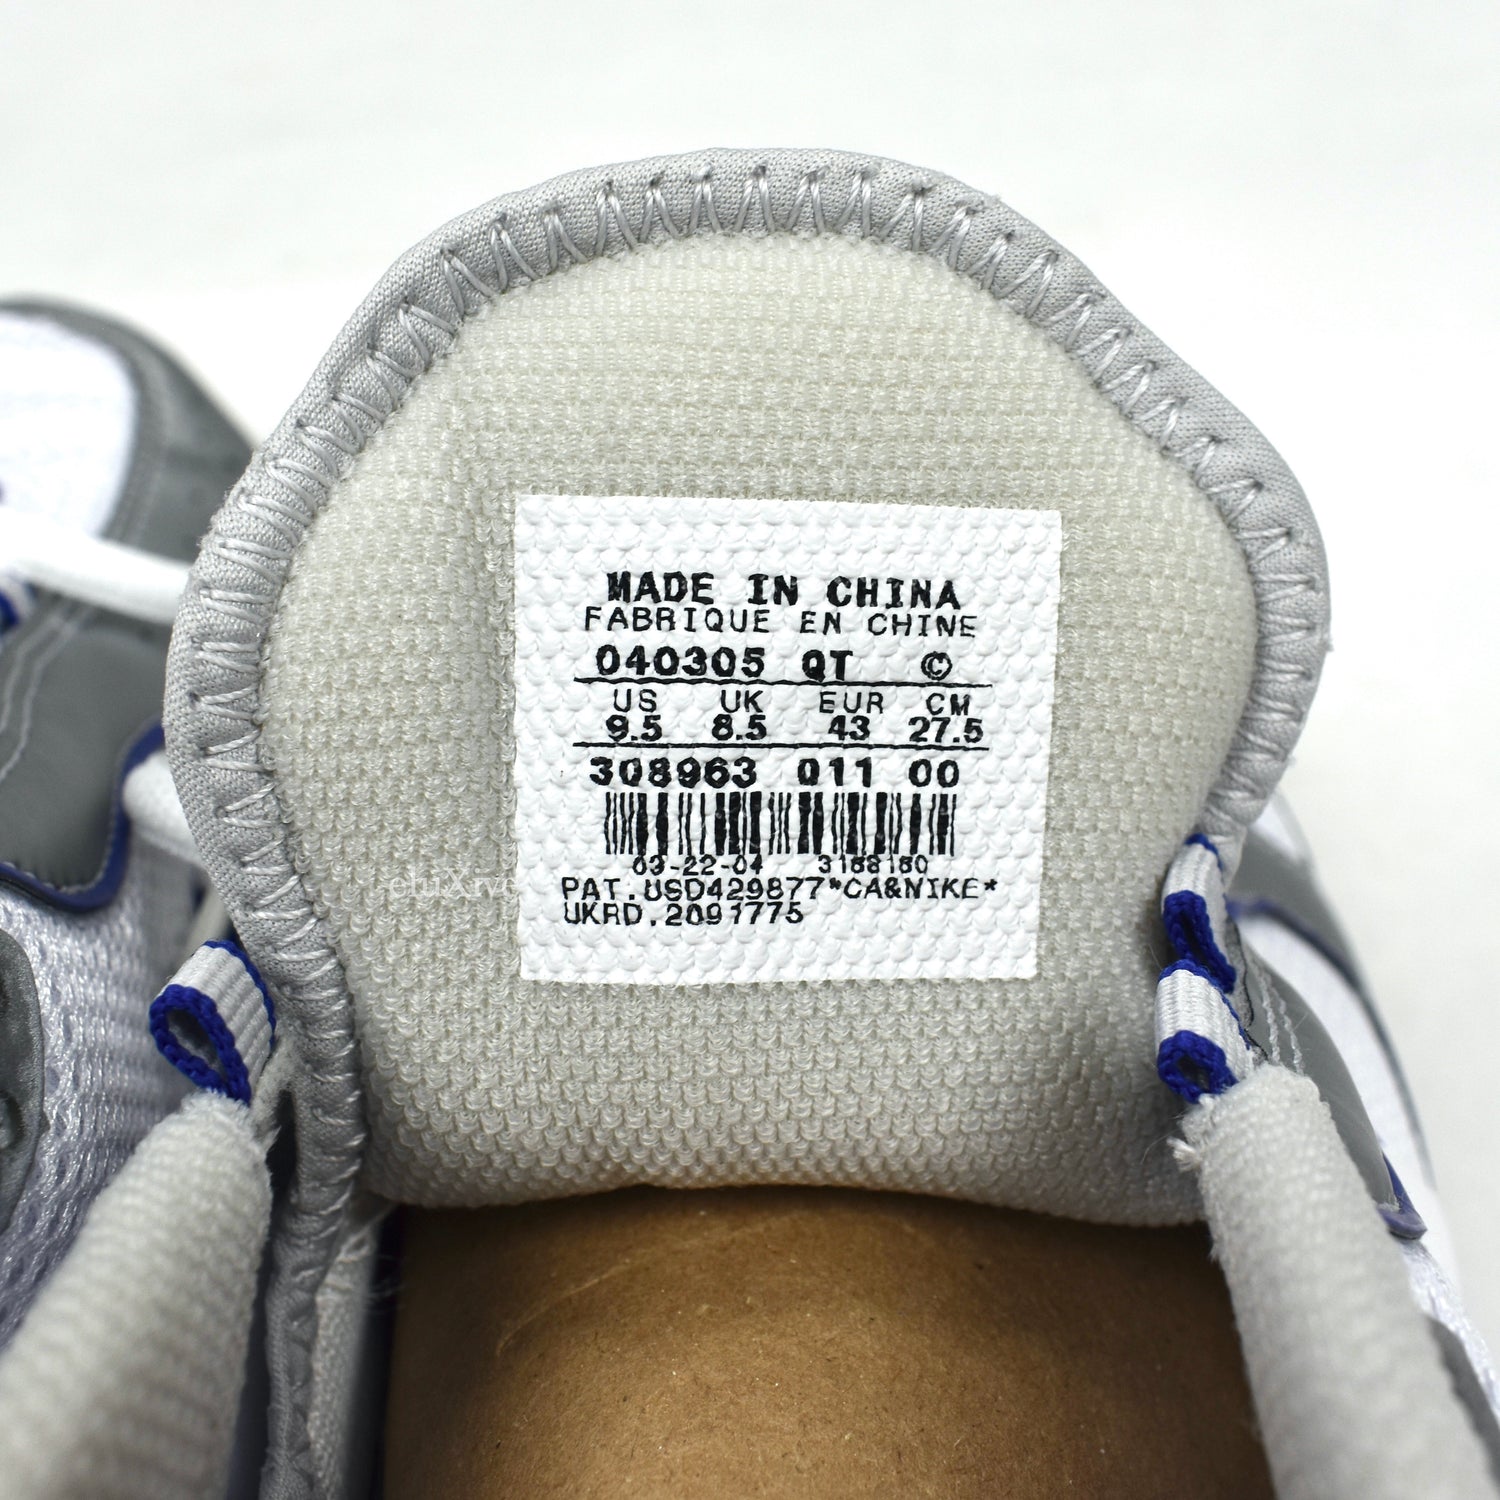 MADE IN CHINA
FABRIQUE EN CHINE
040305 QT ©
US UK EUR CM
9.5 8.5 43 27.5
308963 011 00
03-22-04 3188180
PAT.USD429877*CA&NIKE*
UKRD.2091775